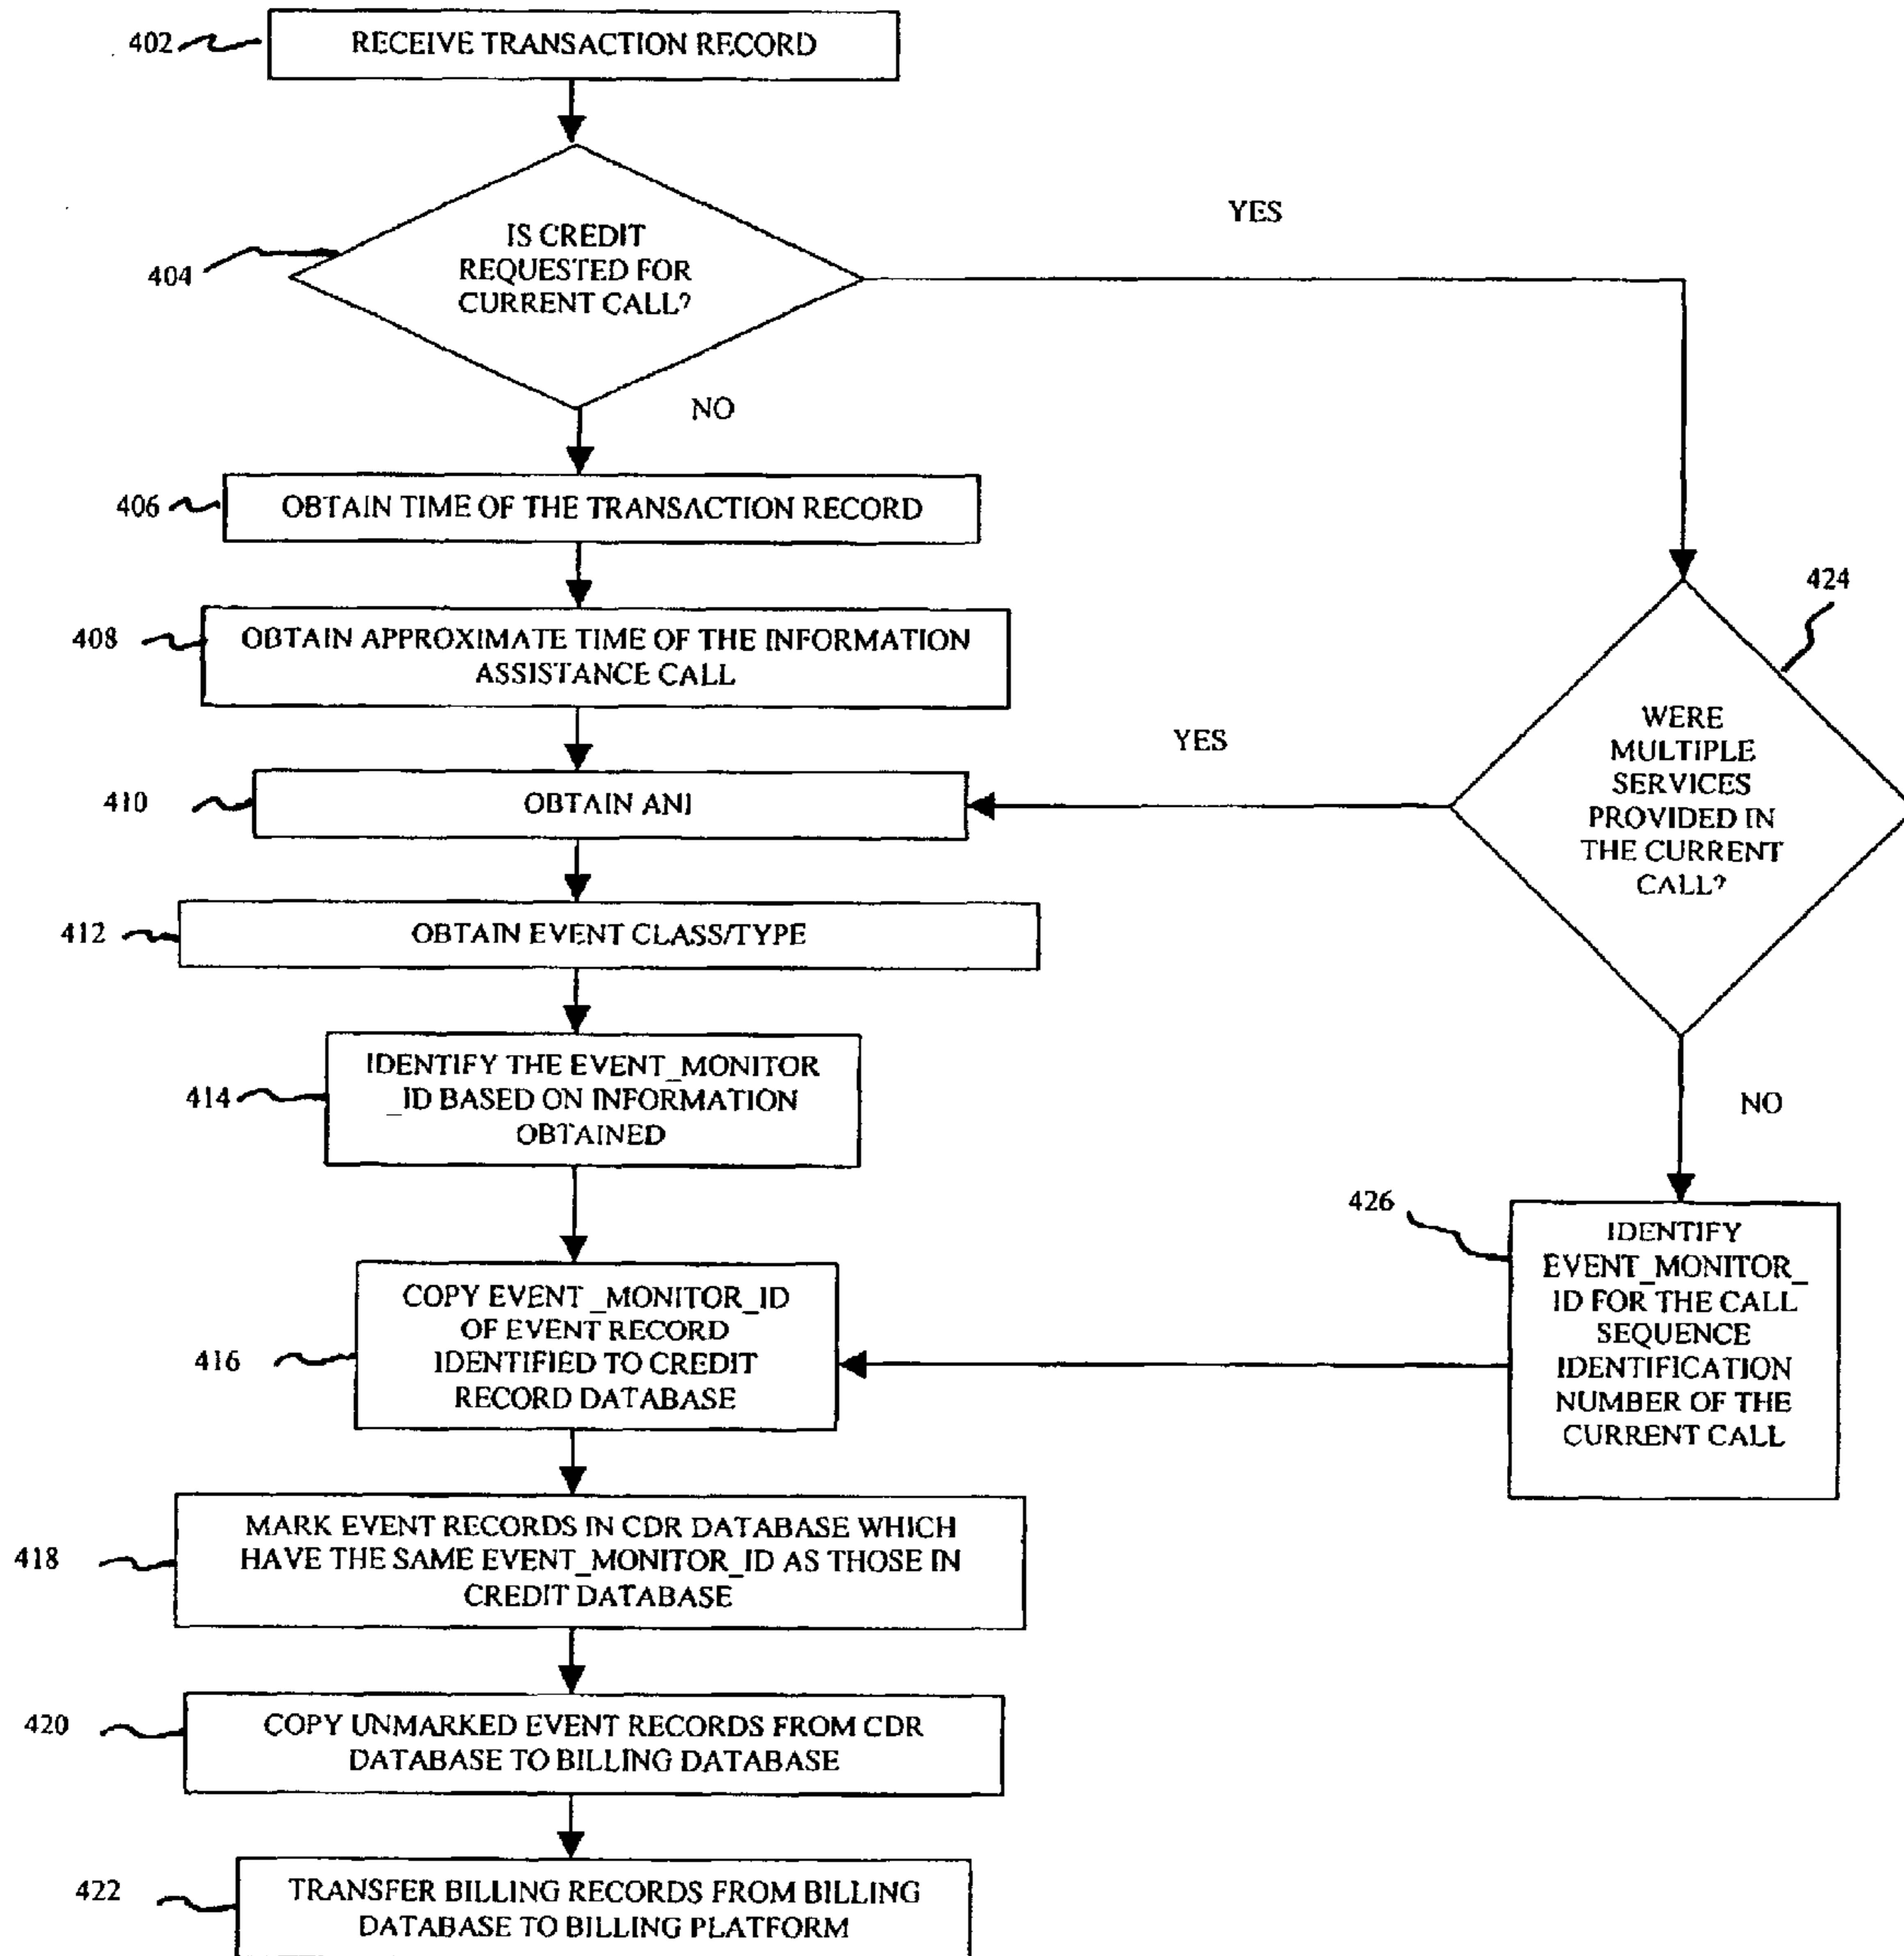 402
RECEIVE TRANSACTION RECORD
404
IS CREDIT
REQUESTED FOR
CURRENT CALL?
YES
NO
406
OBTAIN TIME OF THE TRANSACTION RECORD
408
OBTAIN APPROXIMATE TIME OF THE INFORMATION
ASSISTANCE CALL
424
WERE
MULTIPLE
SERVICES
PROVIDED IN
THE CURRENT
CALL?
YES
410
OBTAIN ANI
412
OBTAIN EVENT CLASS/TYPE
414
IDENTIFY THE EVENT_MONITOR
_ID BASED ON INFORMATION
OBTAINED
NO
426
IDENTIFY
EVENT_MONITOR_
ID FOR THE CALL
SEQUENCE
IDENTIFICATION
NUMBER OF THE
CURRENT CALL
416
COPY EVENT _MONITOR_ID
OF EVENT RECORD
IDENTIFIED TO CREDIT
RECORD DATABASE
418
MARK EVENT RECORDS IN CDR DATABASE WHICH
HAVE THE SAME EVENT_MONITOR_ID AS THOSE IN
CREDIT DATABASE
420
COPY UNMARKED EVENT RECORDS FROM CDR
DATABASE TO BILLING DATABASE
422
TRANSFER BILLING RECORDS FROM BILLING
DATABASE TO BILLING PLATFORM